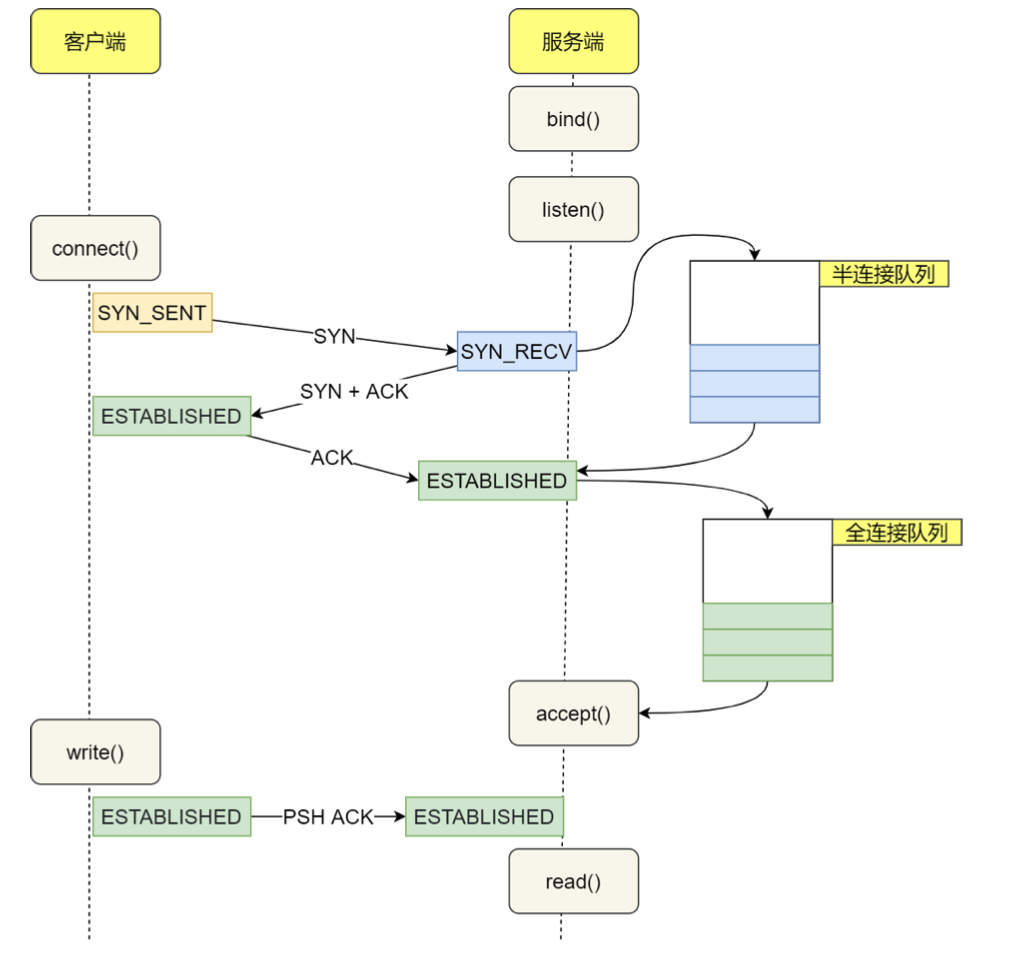 客户端
服务端
bind()
listen()
connect()
半连接队列
SYN_SENT
SYN
SYN_RECV
SYN + ACK
ESTABLISHED
ACK
ESTABLISHED
全连接队列
accept()
write()
ESTABLISHED
PSH ACK
ESTABLISHED
read()